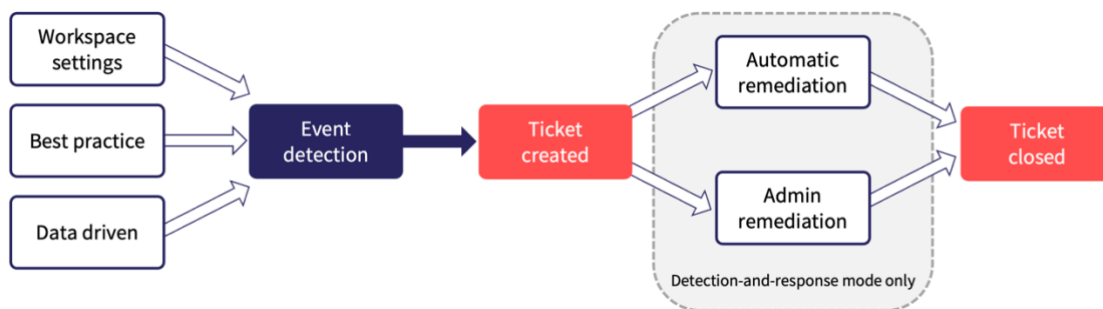 Workspace
settings
Best practice
Data driven
Event
detection
Ticket
created
Automatic
remediation
Admin
remediation
Detection-and-response mode only
Ticket
closed